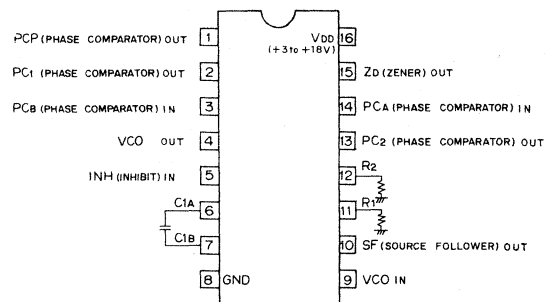 PCP (PHASE COMPARATOR) OUT 1
PC1 (PHASE COMPARATOR) OUT 2
PCB (PHASE COMPARATOR) IN 3
VCO OUT 4
INH (INHIBIT) IN 5
C1A 6
C1B 7
8 GND
VDD 16
(+3 to +18V)
15 ZD (ZENER) OUT
14 PCA (PHASE COMPARATOR) IN
13 PC2 (PHASE COMPARATOR) OUT
12 R2
11 R1
10 SF (SOURCE FOLLOWER) OUT
9 VCO IN